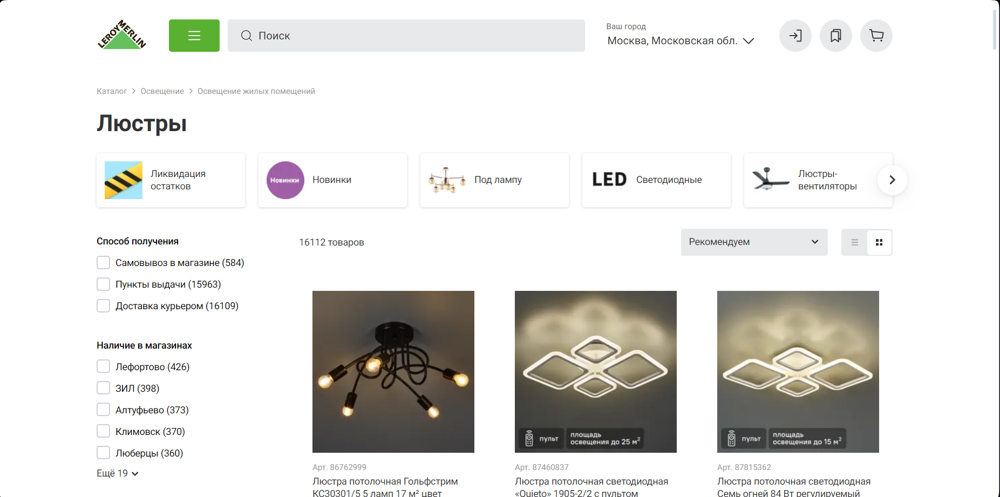 LEROY MERLIN
Поиск
Ваш город
Москва, Московская обл.
Каталог
Освещение
Освещение жилых помещений
Люстры
Ликвидация
остатков
Новинки
Новинки
Под лампу
LED
Светодиодные
Люстры-
вентиляторы
Способ получения
Самовывоз в магазине (584)
Пункты выдачи (15963)
Доставка курьером (16109)
Наличие в магазинах
Лефортово (426)
ЗИЛ (398)
Алтуфьево (373)
Климовск (370)
Люберцы (360)
Ещё 19
16112 товаров
Рекомендуем
Арт. 86762999
Люстра потолочная Гольфстрим
КС30301/5 5 ламп 17 м² цвет
пульт
площадь
освещения до 25 м²
Арт. 87460837
Люстра потолочная светодиодная
«Quieto» 1905-2/2 с пультом
пульт
площадь
освещения до 15 м²
Арт. 87815362
Люстра потолочная светодиодная
Семь огней 84 Вт регулируемый